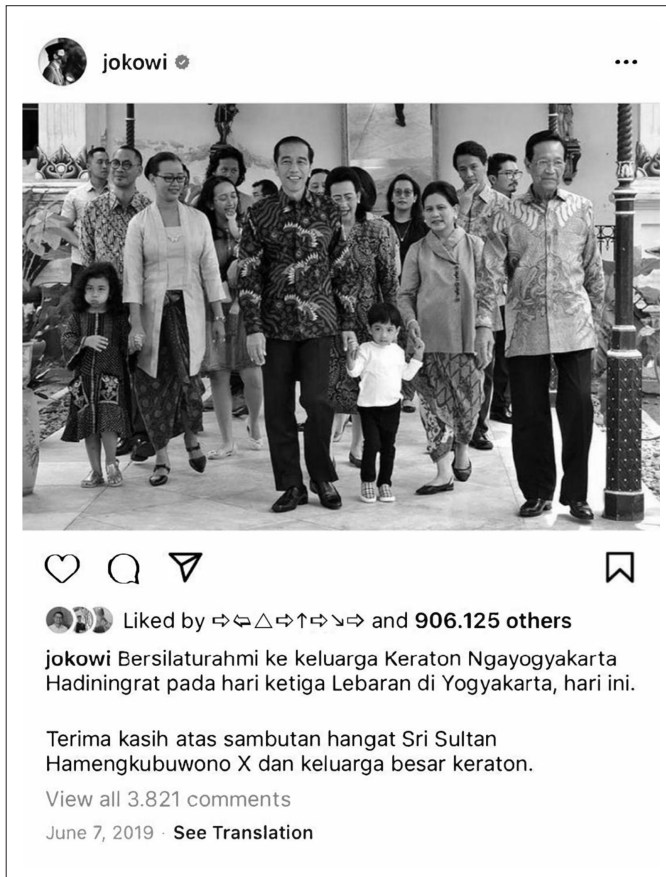 jokowi
Liked by ⇨⇦△⇨↑⇨↘⇨ and 906.125 others
jokowi Bersilaturahmi ke keluarga Keraton Ngayogyakarta
Hadiningrat pada hari ketiga Lebaran di Yogyakarta, hari ini.
Terima kasih atas sambutan hangat Sri Sultan
Hamengkubuwono X dan keluarga besar keraton.
View all 3.821 comments
June 7, 2019 · See Translation